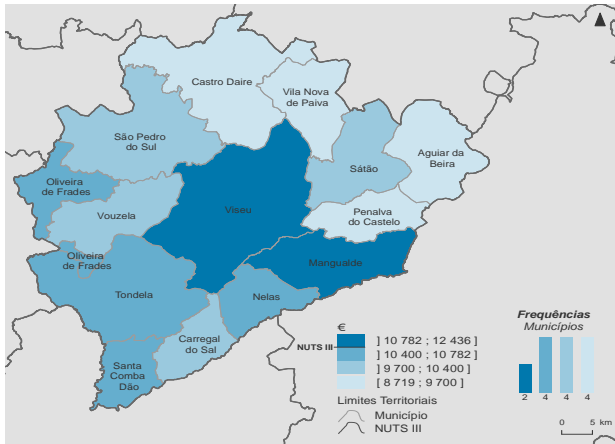 Castro Daire
Vila Nova
de Paiva
São Pedro
do Sul
Aguiar da
Beira
Sátão
Oliveira
de Frades
Vouzela
Viseu
Penalva
do Castelo
Oliveira
de Frades
Mangualde
Tondela
Nelas
Carregal
do Sal
Santa
Comba
Dão
€
NUTS III
] 10 782 ; 12 436 ]
] 10 400 ; 10 782 ]
] 9 700 ; 10 400 ]
[ 8 719 ; 9 700 ]
Limites Territoriais
Município
NUTS III
Frequências
Municípios
2 4 4 4
0 5 km